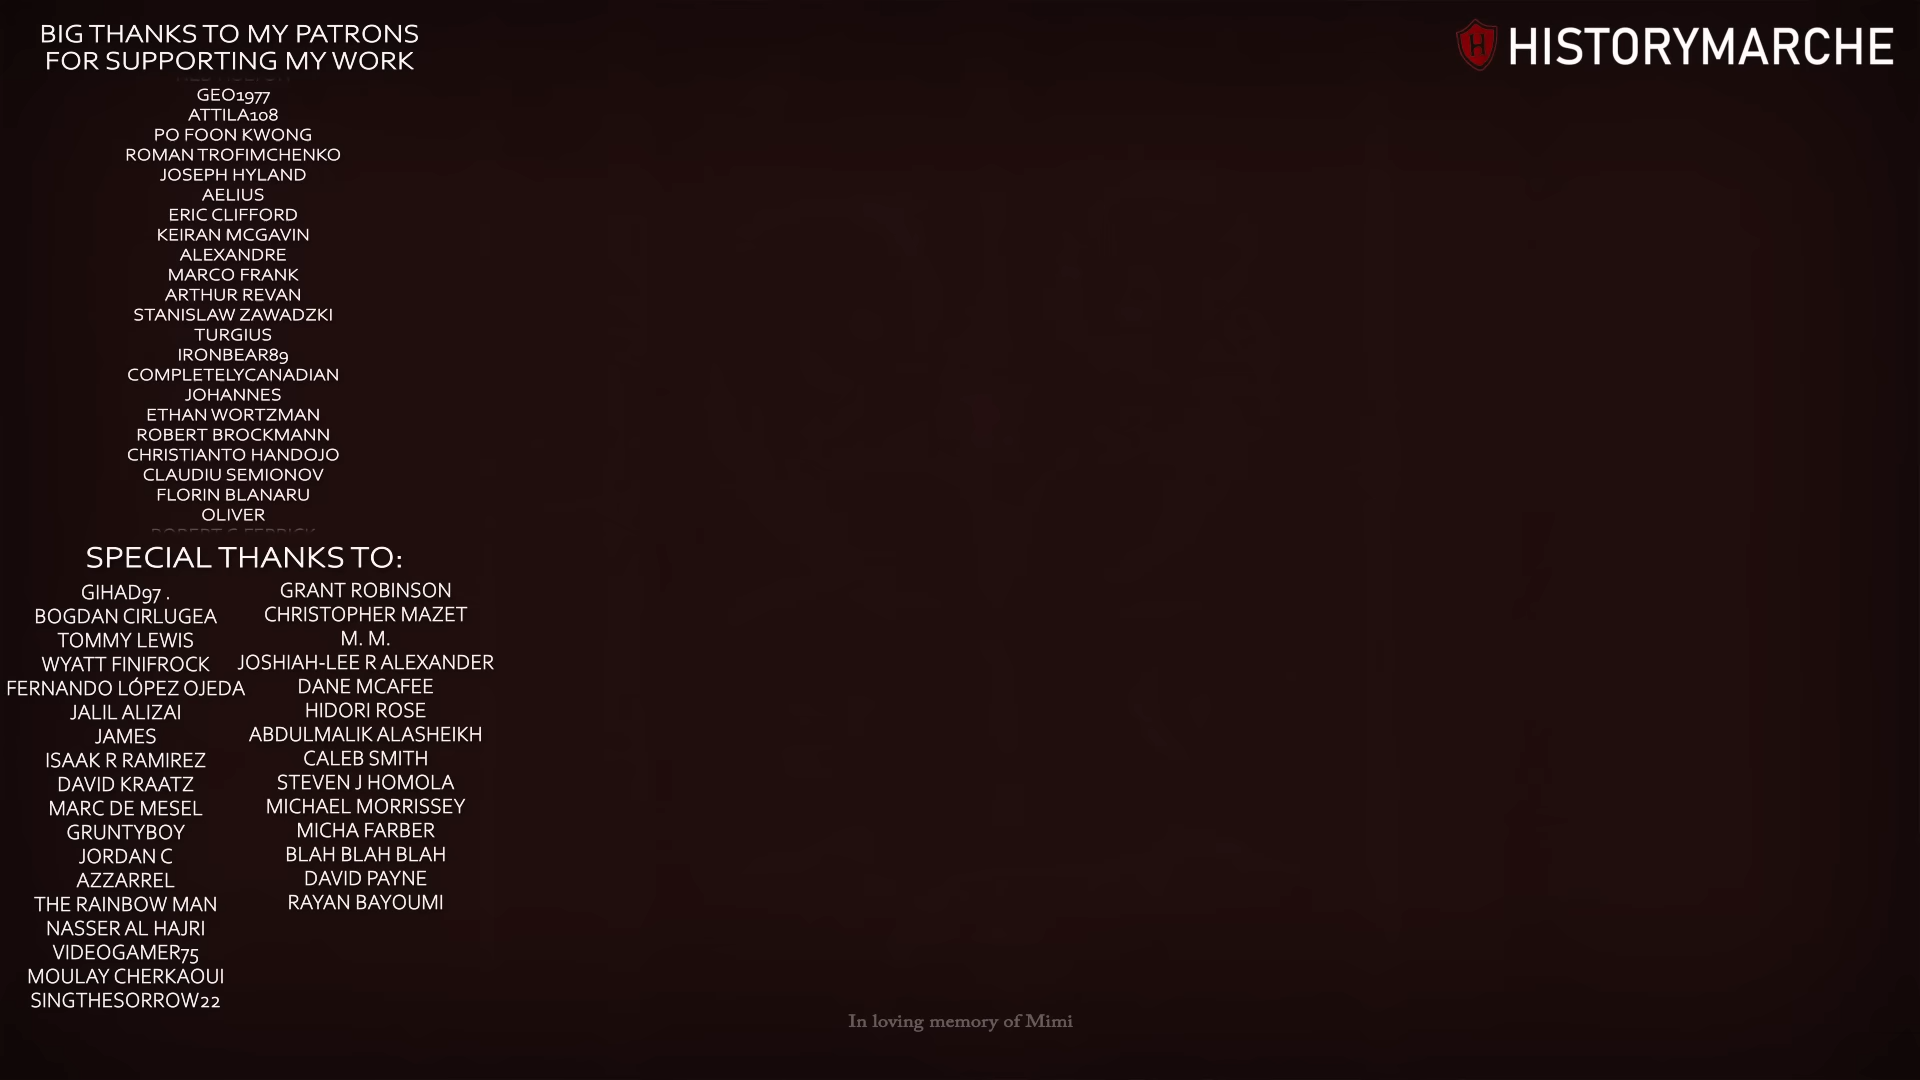 BIG THANKS TO MY PATRONS
FOR SUPPORTING MY WORK
GEO1977
ATTILA108
PO FOON KWONG
ROMAN TROFIMCHENKO
JOSEPH HYLAND
AELIUS
ERIC CLIFFORD
KEIRAN MCGAVIN
ALEXANDRE
MARCO FRANK
ARTHUR REVAN
STANISLAW ZAWADZKI
TURGIUS
IRONBEAR89
COMPLETELYCANADIAN
JOHANNES
ETHAN WORTZMAN
ROBERT BROCKMANN
CHRISTIANTO HANDOJO
CLAUDIU SEMIONOV
FLORIN BLANARU
OLIVER
SPECIAL THANKS TO:
GIHAD97 .
BOGDAN CIRLUGEA
TOMMY LEWIS
WYATT FINIFROCK
FERNANDO LÓPEZ OJEDA
JALIL ALIZAI
JAMES
ISAAK R RAMIREZ
DAVID KRAATZ
MARC DE MESEL
GRUNTYBOY
JORDAN C
AZZARREL
THE RAINBOW MAN
NASSER AL HAJRI
VIDEOGAMER75
MOULAY CHERKAOUI
SINGTHESORROW22
GRANT ROBINSON
CHRISTOPHER MAZET
M. M.
JOSHIAH-LEE R ALEXANDER
DANE MCAFEE
HIDORI ROSE
ABDULMALIK ALASHEIKH
CALEB SMITH
STEVEN J HOMOLA
MICHAEL MORRISSEY
MICHA FARBER
BLAH BLAH BLAH
DAVID PAYNE
RAYAN BAYOUMI
H HISTORYMARCHE
In loving memory of Mimi